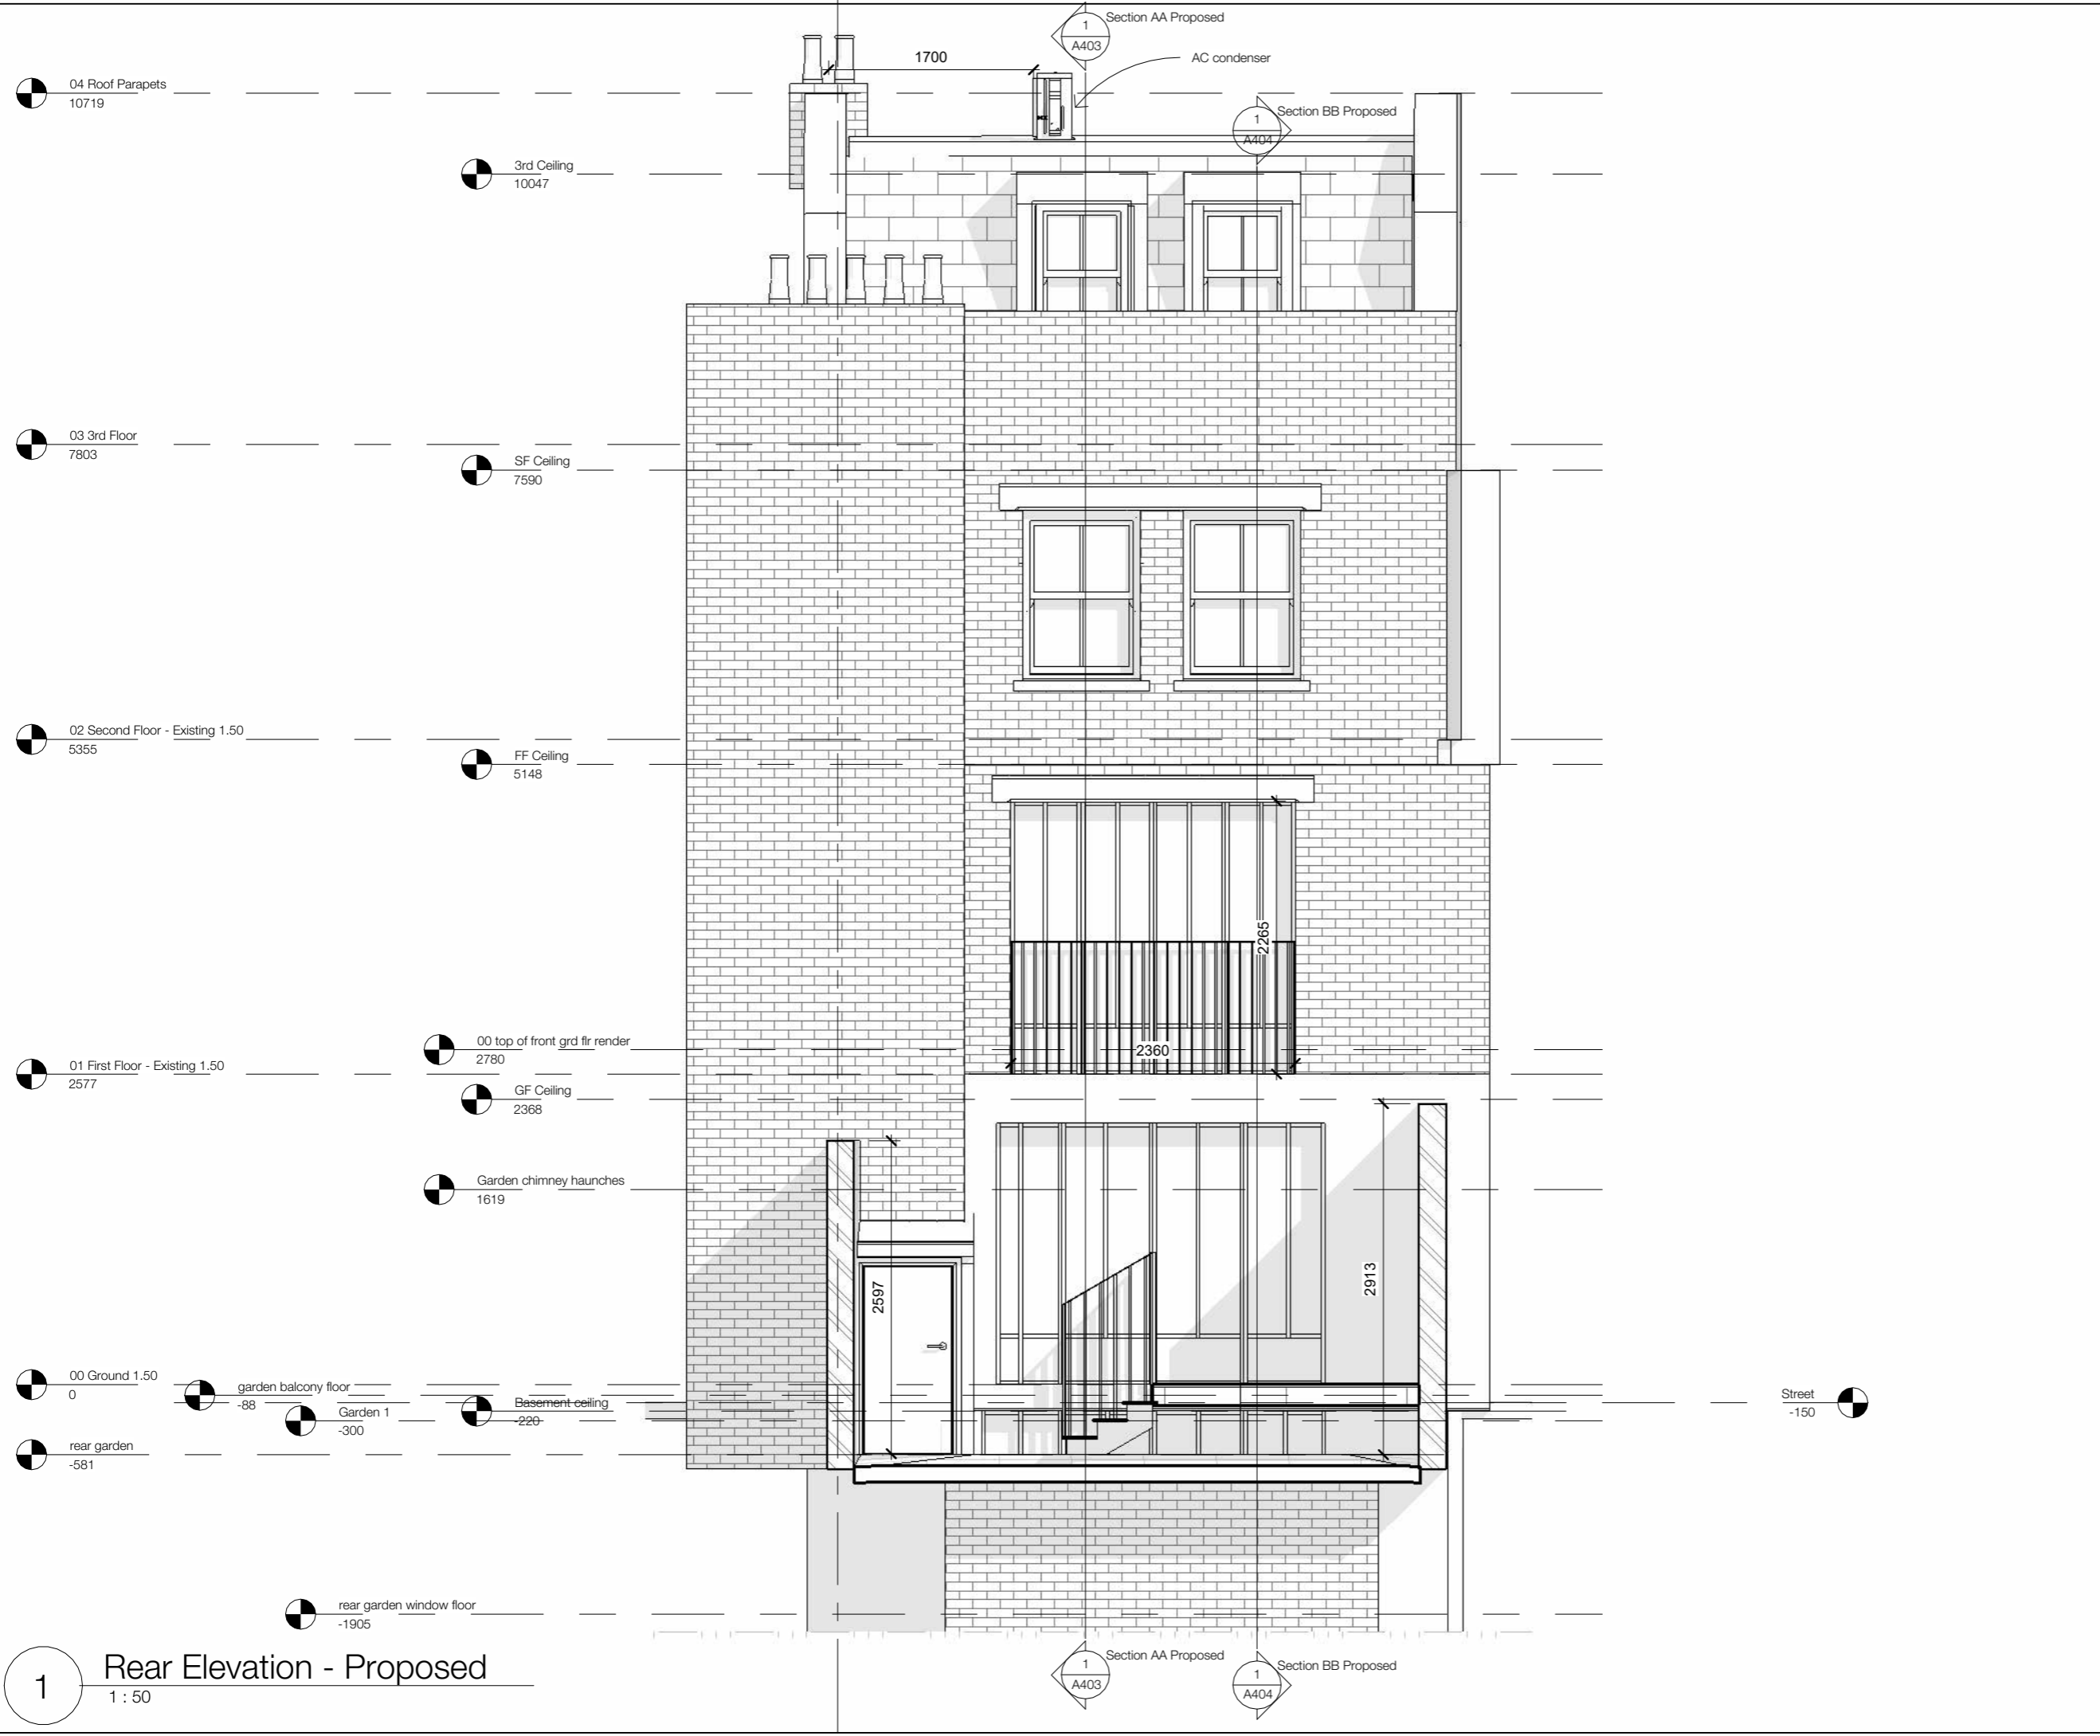 1
A403
Section AA Proposed
1700
AC condenser
04 Roof Parapets
10719
1
A404
Section BB Proposed
3rd Ceiling
10047
03 3rd Floor
7803
SF Ceiling
7590
02 Second Floor - Existing 1.50
5355
FF Ceiling
5148
2265
00 top of front grd flr render
2780
2360
01 First Floor - Existing 1.50
2577
GF Ceiling
2368
Garden chimney haunches
1619
2597
2913
00 Ground 1.50
0
garden balcony floor
-88
Garden 1
-300
Basement ceiling
-220
Street
-150
rear garden
-581
rear garden window floor
-1905
1
Rear Elevation - Proposed
1 : 50
1
A403
Section AA Proposed
1
A404
Section BB Proposed